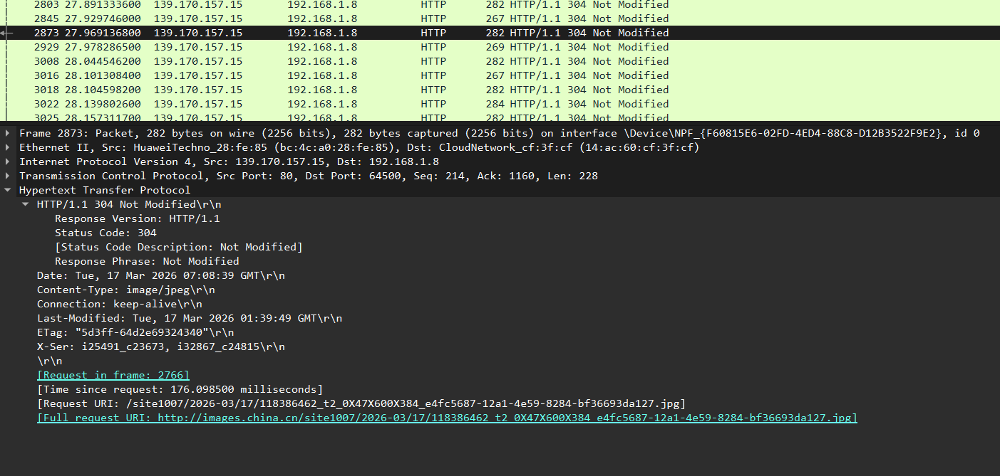 2803 27.891333600 139.170.157.15 192.168.1.8 HTTP 282 HTTP/1.1 304 Not Modified
2845 27.929746000 139.170.157.15 192.168.1.8 HTTP 267 HTTP/1.1 304 Not Modified
2873 27.969136800 139.170.157.15 192.168.1.8 HTTP 282 HTTP/1.1 304 Not Modified
2929 27.978286500 139.170.157.15 192.168.1.8 HTTP 269 HTTP/1.1 304 Not Modified
3008 28.044546200 139.170.157.15 192.168.1.8 HTTP 282 HTTP/1.1 304 Not Modified
3016 28.101308400 139.170.157.15 192.168.1.8 HTTP 267 HTTP/1.1 304 Not Modified
3018 28.104598200 139.170.157.15 192.168.1.8 HTTP 282 HTTP/1.1 304 Not Modified
3022 28.139802600 139.170.157.15 192.168.1.8 HTTP 284 HTTP/1.1 304 Not Modified
3025 28.157311700 139.170.157.15 192.168.1.8 HTTP 282 HTTP/1.1 304 Not Modified
Frame 2873: Packet, 282 bytes on wire (2256 bits), 282 bytes captured (2256 bits) on interface \Device\NPF_{F60815E6-02FD-4ED4-88C8-D12B3522F9E2}, id 0
Ethernet II, Src: HuaweiTechno_28:fe:85 (bc:4c:a0:28:fe:85), Dst: CloudNetwork_cf:3f:cf (14:ac:60:cf:3f:cf)
Internet Protocol Version 4, Src: 139.170.157.15, Dst: 192.168.1.8
Transmission Control Protocol, Src Port: 80, Dst Port: 64500, Seq: 214, Ack: 1160, Len: 228
Hypertext Transfer Protocol
HTTP/1.1 304 Not Modified\r\n
Response Version: HTTP/1.1
Status Code: 304
[Status Code Description: Not Modified]
Response Phrase: Not Modified
Date: Tue, 17 Mar 2026 07:08:39 GMT\r\n
Content-Type: image/jpeg\r\n
Connection: keep-alive\r\n
Last-Modified: Tue, 17 Mar 2026 01:39:49 GMT\r\n
ETag: "5d3ff-64d2e69324340"\r\n
X-Ser: i25491_c23673, i32867_c24815\r\n
\r\n
[Request in frame: 2766]
[Time since request: 176.098500 milliseconds]
[Request URI: /site1007/2026-03/17/118386462_t2_0X47X600X384_e4fc5687-12a1-4e59-8284-bf36693da127.jpg]
[Full request URI: http://images.china.cn/site1007/2026-03/17/118386462_t2_0X47X600X384_e4fc5687-12a1-4e59-8284-bf36693da127.jpg]